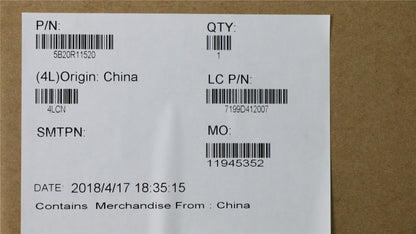 P/N: QTY:
5B20R11520 1
(4L)Origin: China LC P/N:
4LCN 7199D412007
SMTPN: MO:
11945352
DATE: 2018/4/17 18:35:15
Contains Merchandise From : China